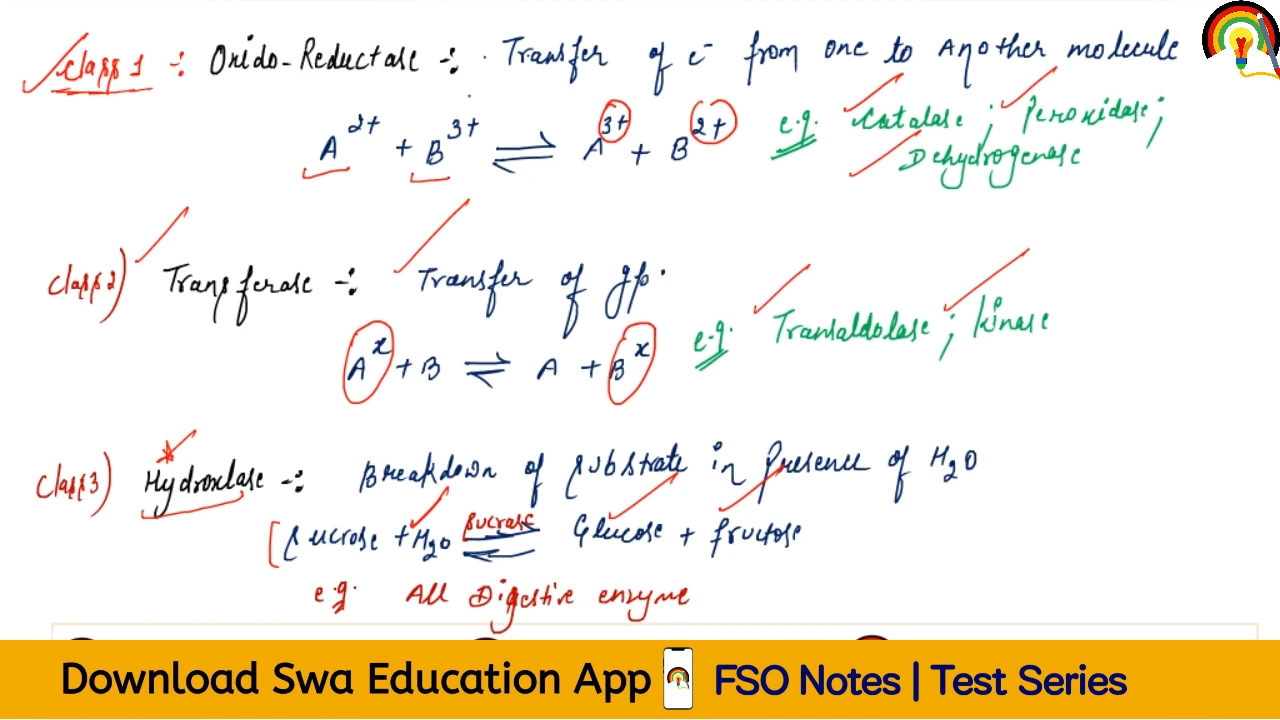 Class 1 :- Oxido-Reductase :- Transfer of e⁻ from one to Another molecule
A²⁺ + B³⁺ ⇌ A³⁺ + B²⁺ e.g. Catalase ; Peroxidase ;
Dehydrogenase
Class 2) Transferase -: Transfer of gp.
Aˣ + B ⇌ A + Bˣ e.g. Transaldolase ; kinase
Class 3) Hydroxlase -: Breakdown of substrate in Presence of H₂O
[Sucrose + H₂O ⇌ Sucrase Glucose + fructose
e.g. All Digestive enzyme
Download Swa Education App FSO Notes | Test Series